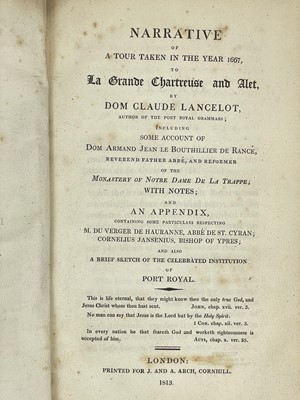 NARRATIVE
OF
A TOUR TAKEN IN THE YEAR 1667,
TO
La Grande Chartreuse and Alet,
BY
DOM CLAUDE LANCELOT,
AUTHOR OF THE PORT ROYAL GRAMMARS;
INCLUDING
SOME ACCOUNT OF
DOM ARMAND JEAN LE BOUTHILLIER DE RANCÉ,
REVEREND FATHER ABBÉ, AND REFORMER
OF THE
MONASTERY OF NOTRE DAME DE LA TRAPPE;
WITH NOTES;
AND
AN APPENDIX,
CONTAINING SOME PARTICULARS RESPECTING
M. DU VERGER DE HAURANNE, ABBÉ DE ST. CYRAN;
CORNELIUS JANSENIUS, BISHOP OF YPRES;
AND ALSO
A BRIEF SKETCH OF THE CELEBRATED INSTITUTION
OF
PORT ROYAL.
This is life eternal, that they might know thee the only true God, and
Jesus Christ whom thou hast sent. JOHN, chap. xvii. ver. 3.
No man can say that Jesus is the Lord but by the Holy Spirit.
1 COR. chap. xii. ver. 3.
In every nation he that feareth God and worketh righteousness is
accepted of him. ACTS, chap. x. ver. 35.
LONDON:
PRINTED FOR J. AND A. ARCH, CORNHILL.
1813.